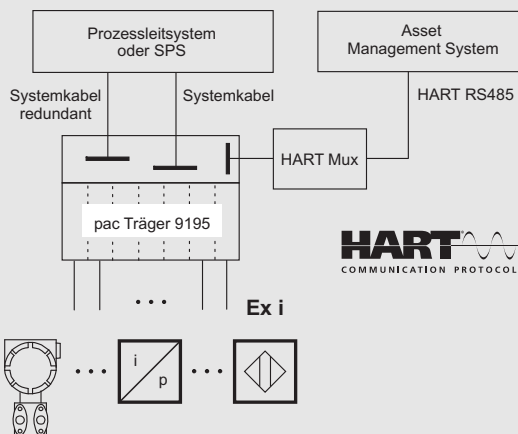 Prozessleitsystem
oder SPS
Asset
Management System
Systemkabel
redundant
Systemkabel
HART RS485
HART Mux
pac Träger 9195
HART
COMMUNICATION PROTOCOL
Ex i
i
p